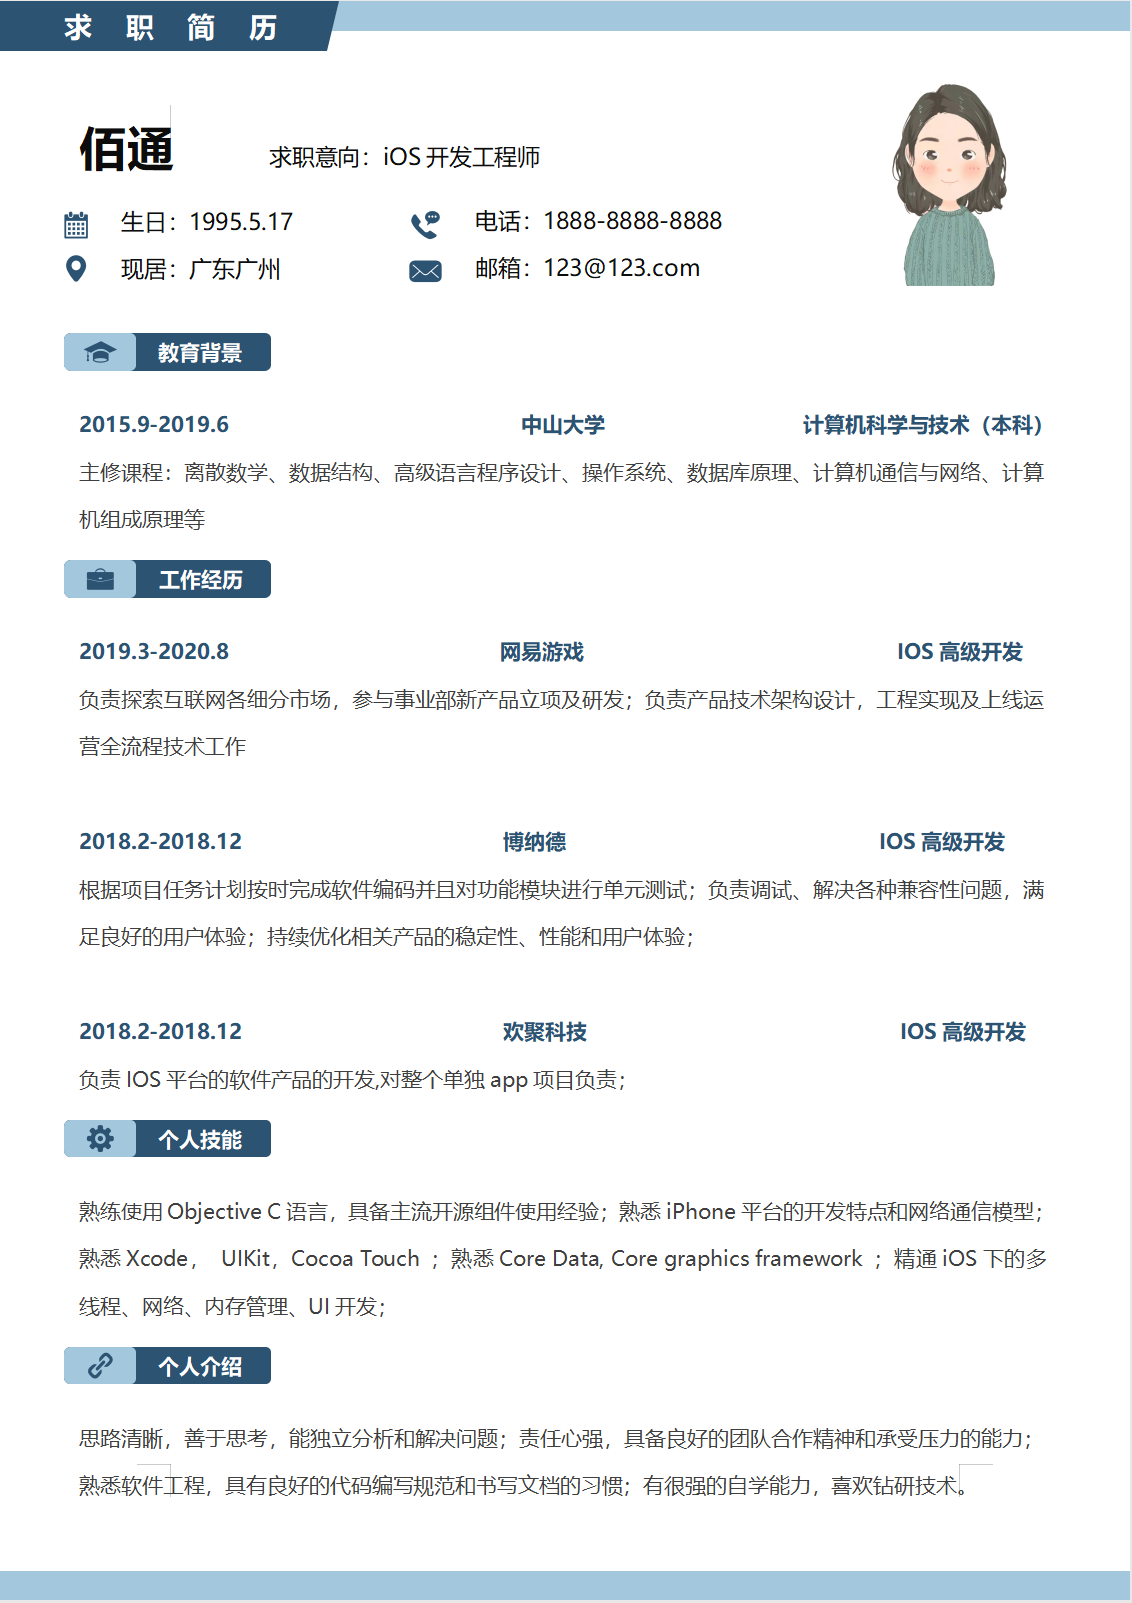 求 职 简 历
佰通
求职意向：iOS 开发工程师
生日：1995.5.17
电话：1888-8888-8888
现居：广东广州
邮箱：123@123.com
教育背景
2015.9-2019.6 中山大学 计算机科学与技术（本科）
主修课程：离散数学、数据结构、高级语言程序设计、操作系统、数据库原理、计算机通信与网络、计算
机组成原理等
工作经历
2019.3-2020.8 网易游戏 IOS 高级开发
负责探索互联网各细分市场，参与事业部新产品立项及研发；负责产品技术架构设计，工程实现及上线运
营全流程技术工作
2018.2-2018.12 博纳德 IOS 高级开发
根据项目任务计划按时完成软件编码并且对功能模块进行单元测试；负责调试、解决各种兼容性问题，满
足良好的用户体验；持续优化相关产品的稳定性、性能和用户体验；
2018.2-2018.12 欢聚科技 IOS 高级开发
负责 IOS 平台的软件产品的开发,对整个单独 app 项目负责；
个人技能
熟练使用 Objective C 语言，具备主流开源组件使用经验；熟悉 iPhone 平台的开发特点和网络通信模型；
熟悉 Xcode， UIKit，Cocoa Touch ；熟悉 Core Data, Core graphics framework ；精通 iOS 下的多
线程、网络、内存管理、UI 开发；
个人介绍
思路清晰，善于思考，能独立分析和解决问题；责任心强，具备良好的团队合作精神和承受压力的能力；
熟悉软件工程，具有良好的代码编写规范和书写文档的习惯；有很强的自学能力，喜欢钻研技术。